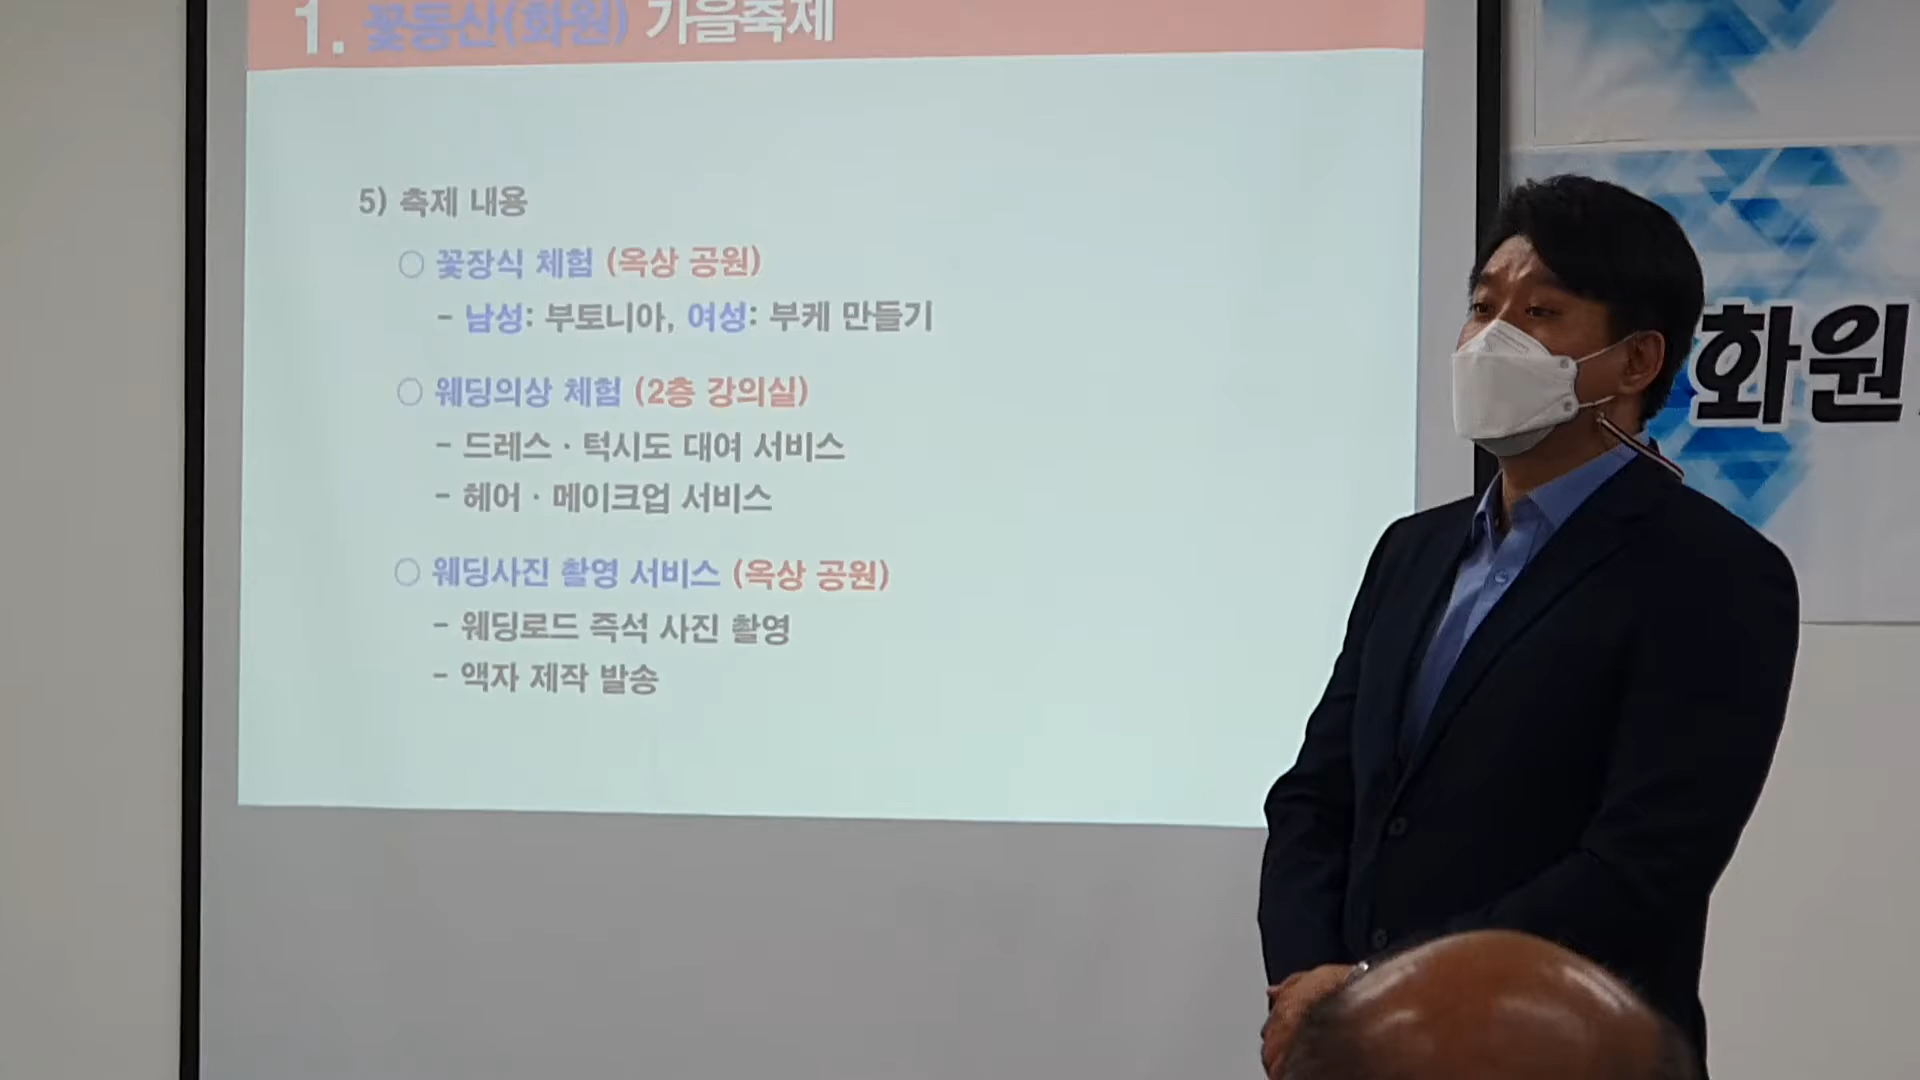 1. 꽃동산(화원) 가을축제
5) 축제 내용
○ 꽃장식 체험 (옥상 공원)
- 남성: 부토니아, 여성: 부케 만들기
○ 웨딩의상 체험 (2층 강의실)
- 드레스 · 턱시도 대여 서비스
- 헤어 · 메이크업 서비스
○ 웨딩사진 촬영 서비스 (옥상 공원)
- 웨딩로드 즉석 사진 촬영
- 액자 제작 발송
화원